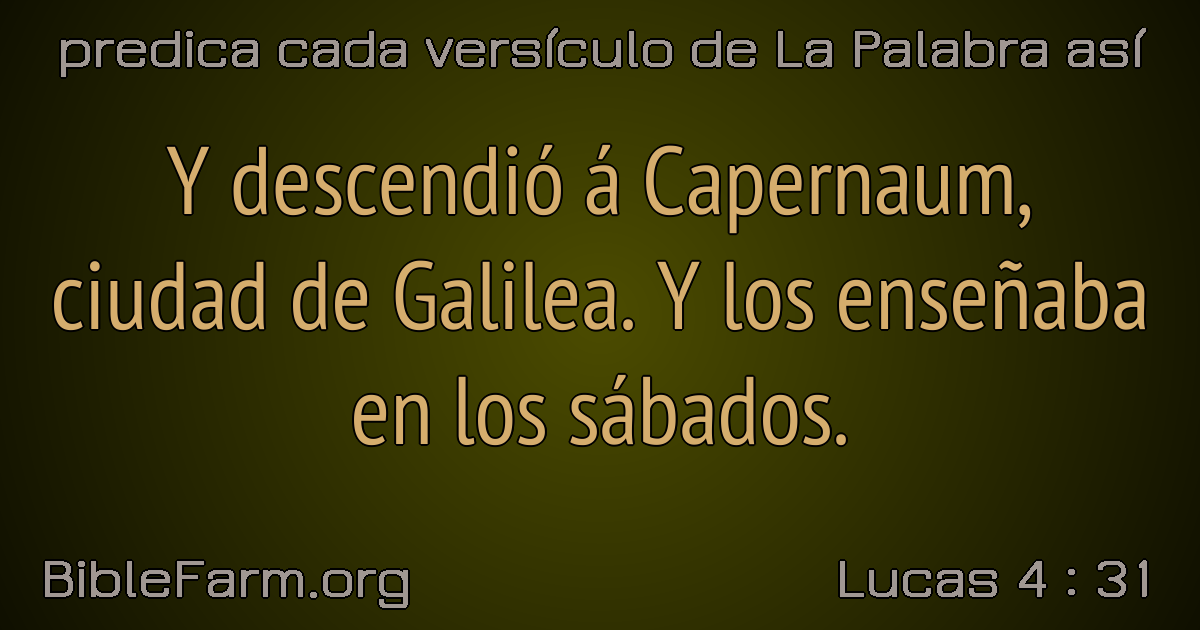 predica cada versículo de La Palabra así
Y descendió á Capernaum,
ciudad de Galilea. Y los enseñaba
en los sábados.
BibleFarm.org
Lucas 4 : 31